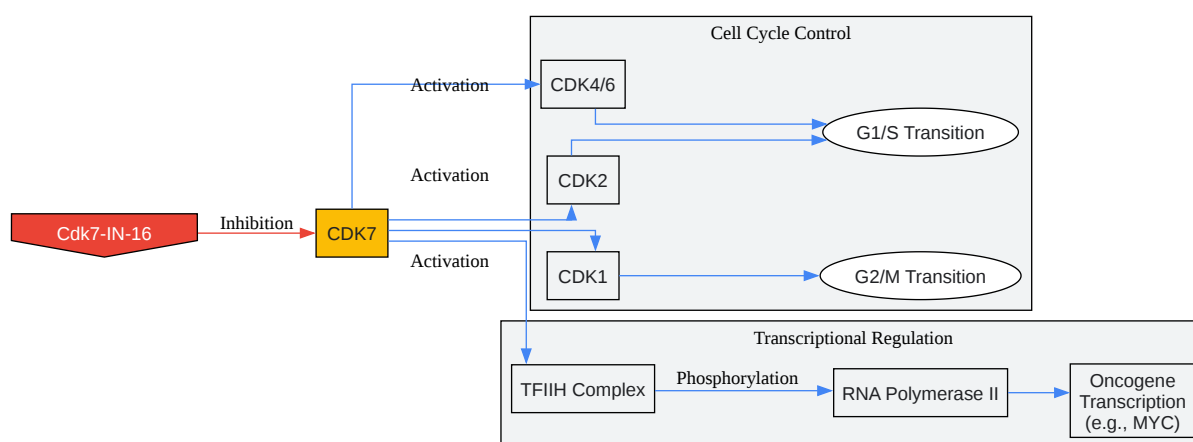 Cell Cycle Control
Activation
CDK4/6
G1/S Transition
Activation
CDK2
Cdk7-IN-16
Inhibition
CDK7
Activation
CDK1
G2/M Transition
Transcriptional Regulation
TFIIH Complex
Phosphorylation
RNA Polymerase II
Oncogene
Transcription
(e.g., MYC)